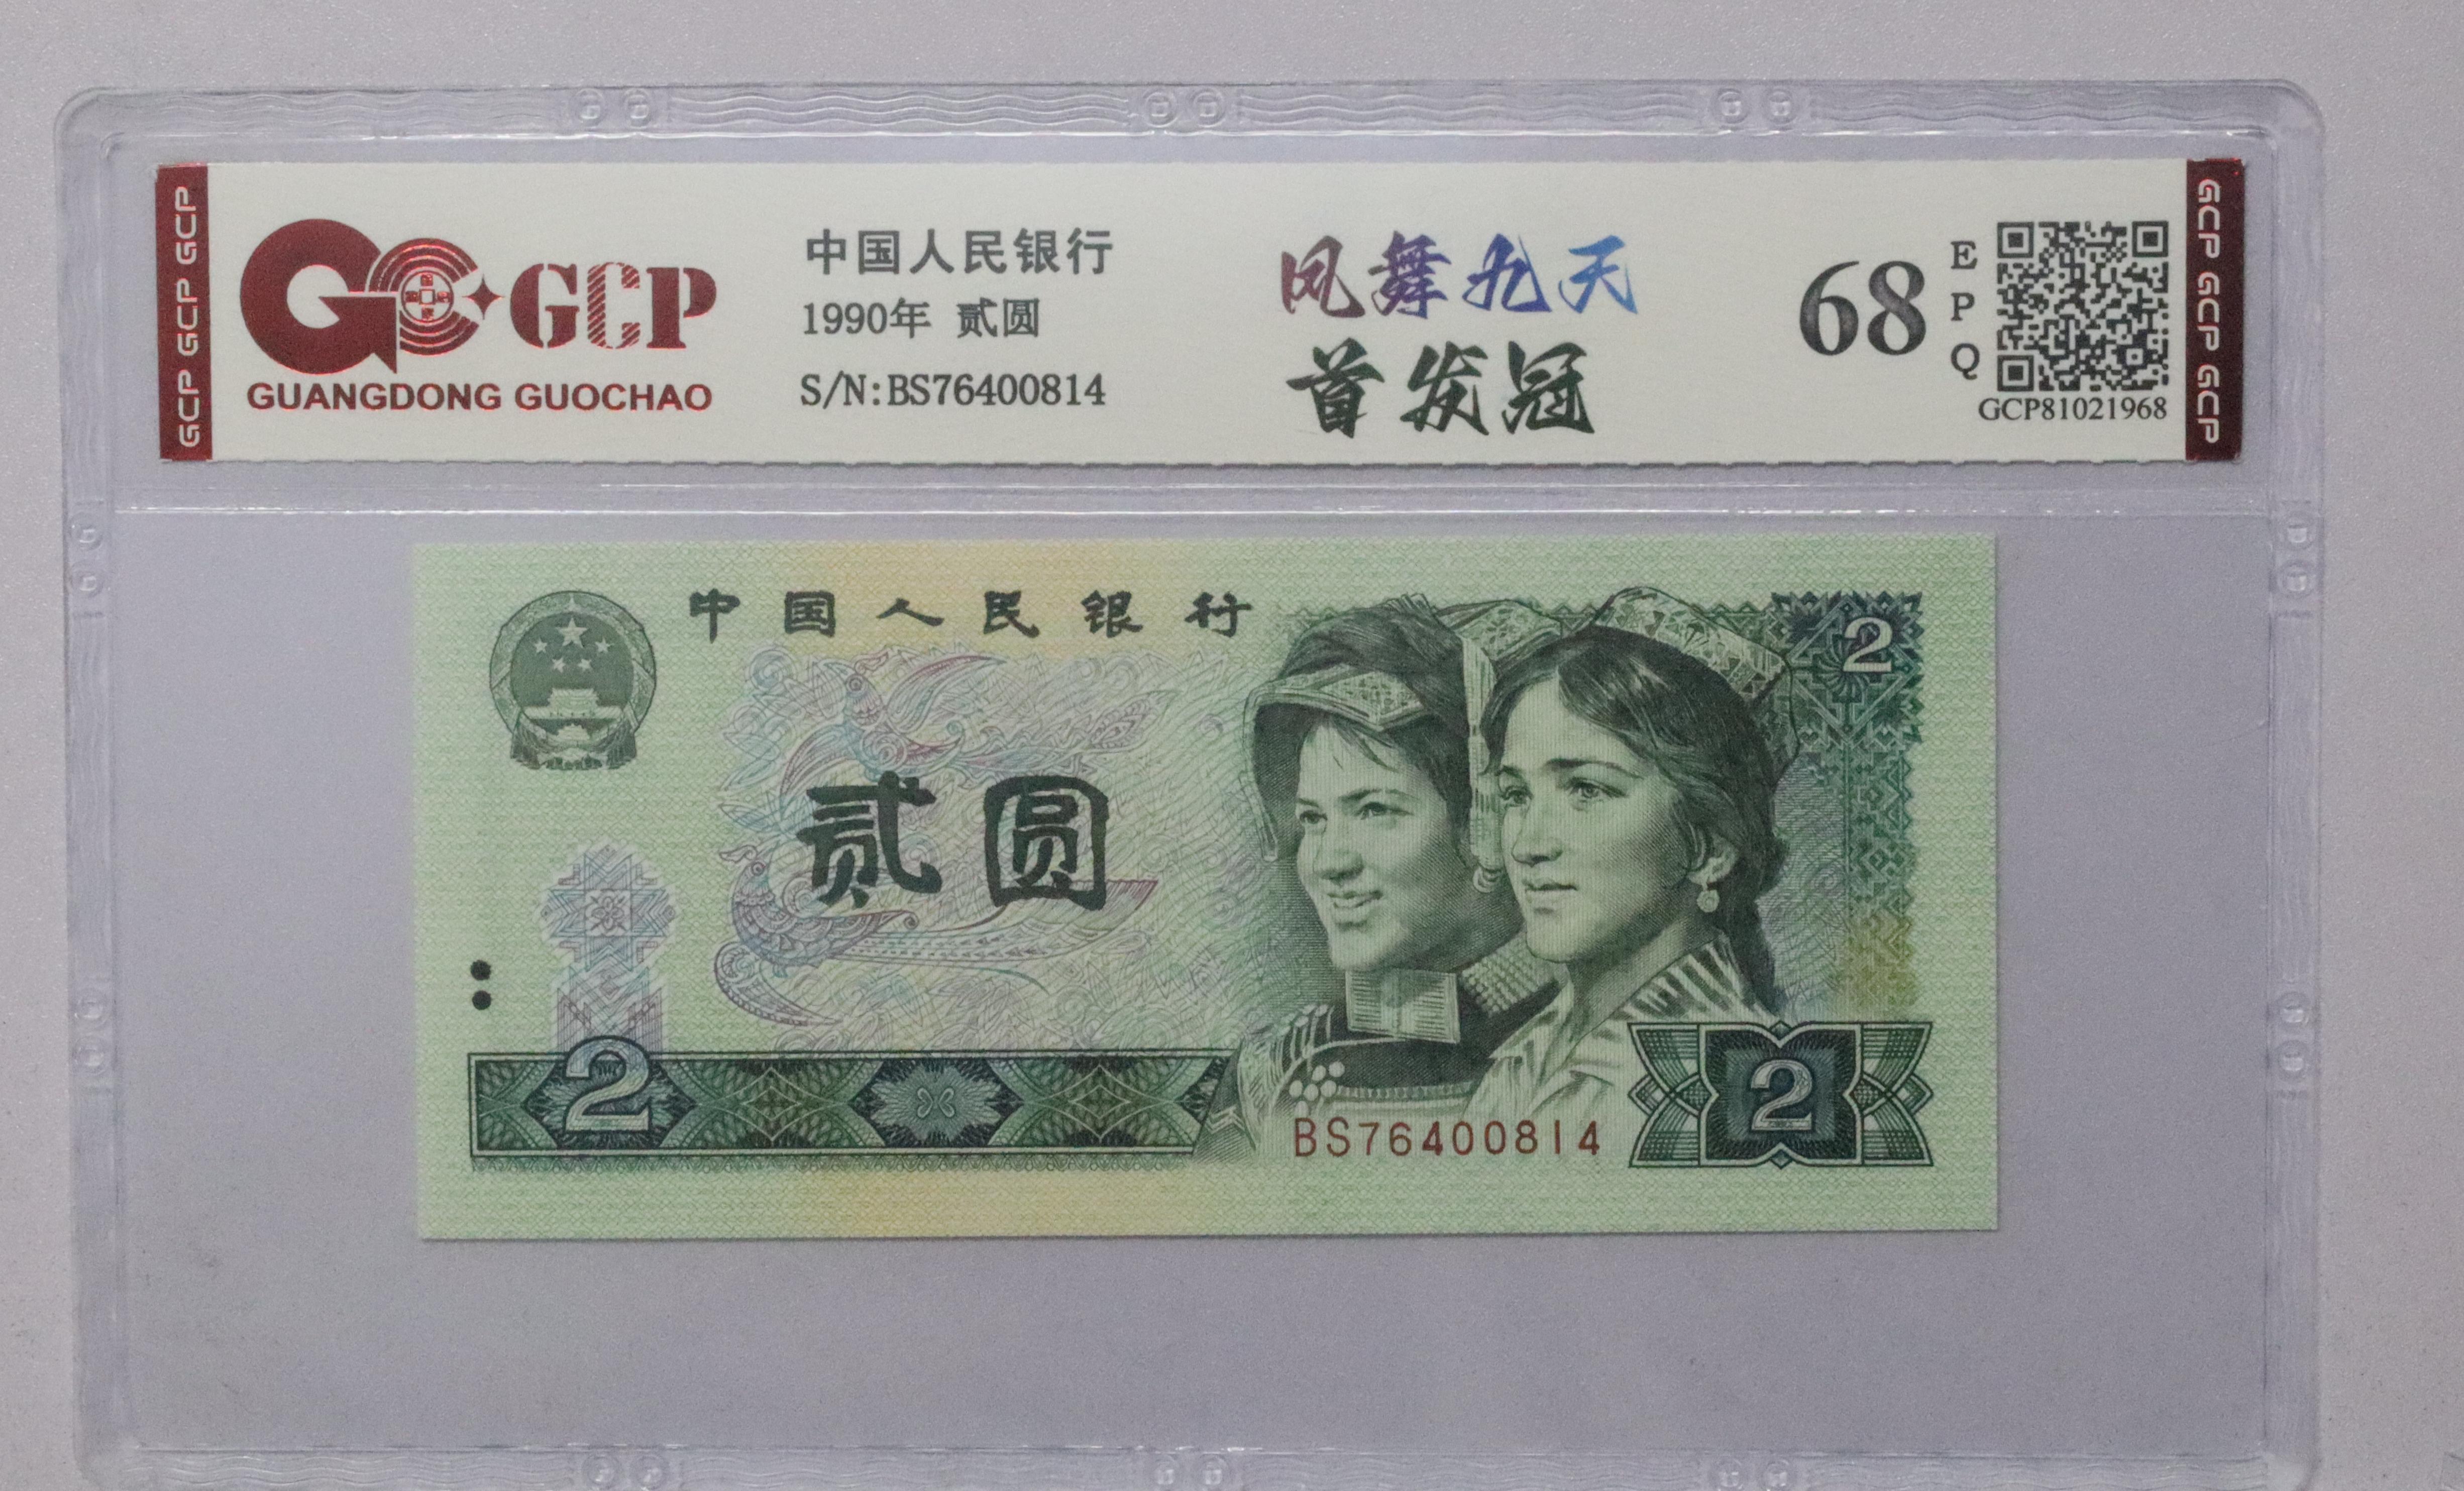 GCP GCP GCP
GCP
GUANGDONG GUOCHAO
中国人民银行
1990年 贰圆
S/N:BS76400814
凤舞九天
首发冠
68
EPQ
GCP81021968
GCP GCP GCP
中国人民银行
2
贰圆
2
2
BS76400814